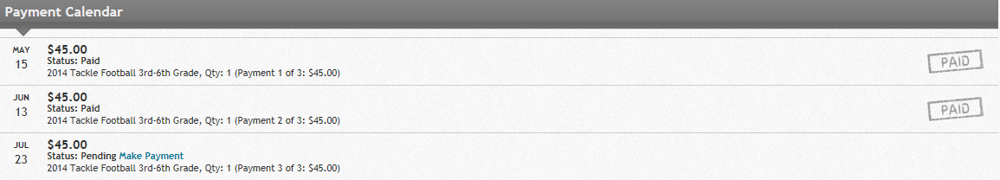 Payment Calendar
MAY
15
$45.00
Status: Paid
2014 Tackle Football 3rd-6th Grade, Qty: 1 (Payment 1 of 3: $45.00)
PAID
JUN
13
$45.00
Status: Paid
2014 Tackle Football 3rd-6th Grade, Qty: 1 (Payment 2 of 3: $45.00)
PAID
JUL
23
$45.00
Status: Pending Make Payment
2014 Tackle Football 3rd-6th Grade, Qty: 1 (Payment 3 of 3: $45.00)